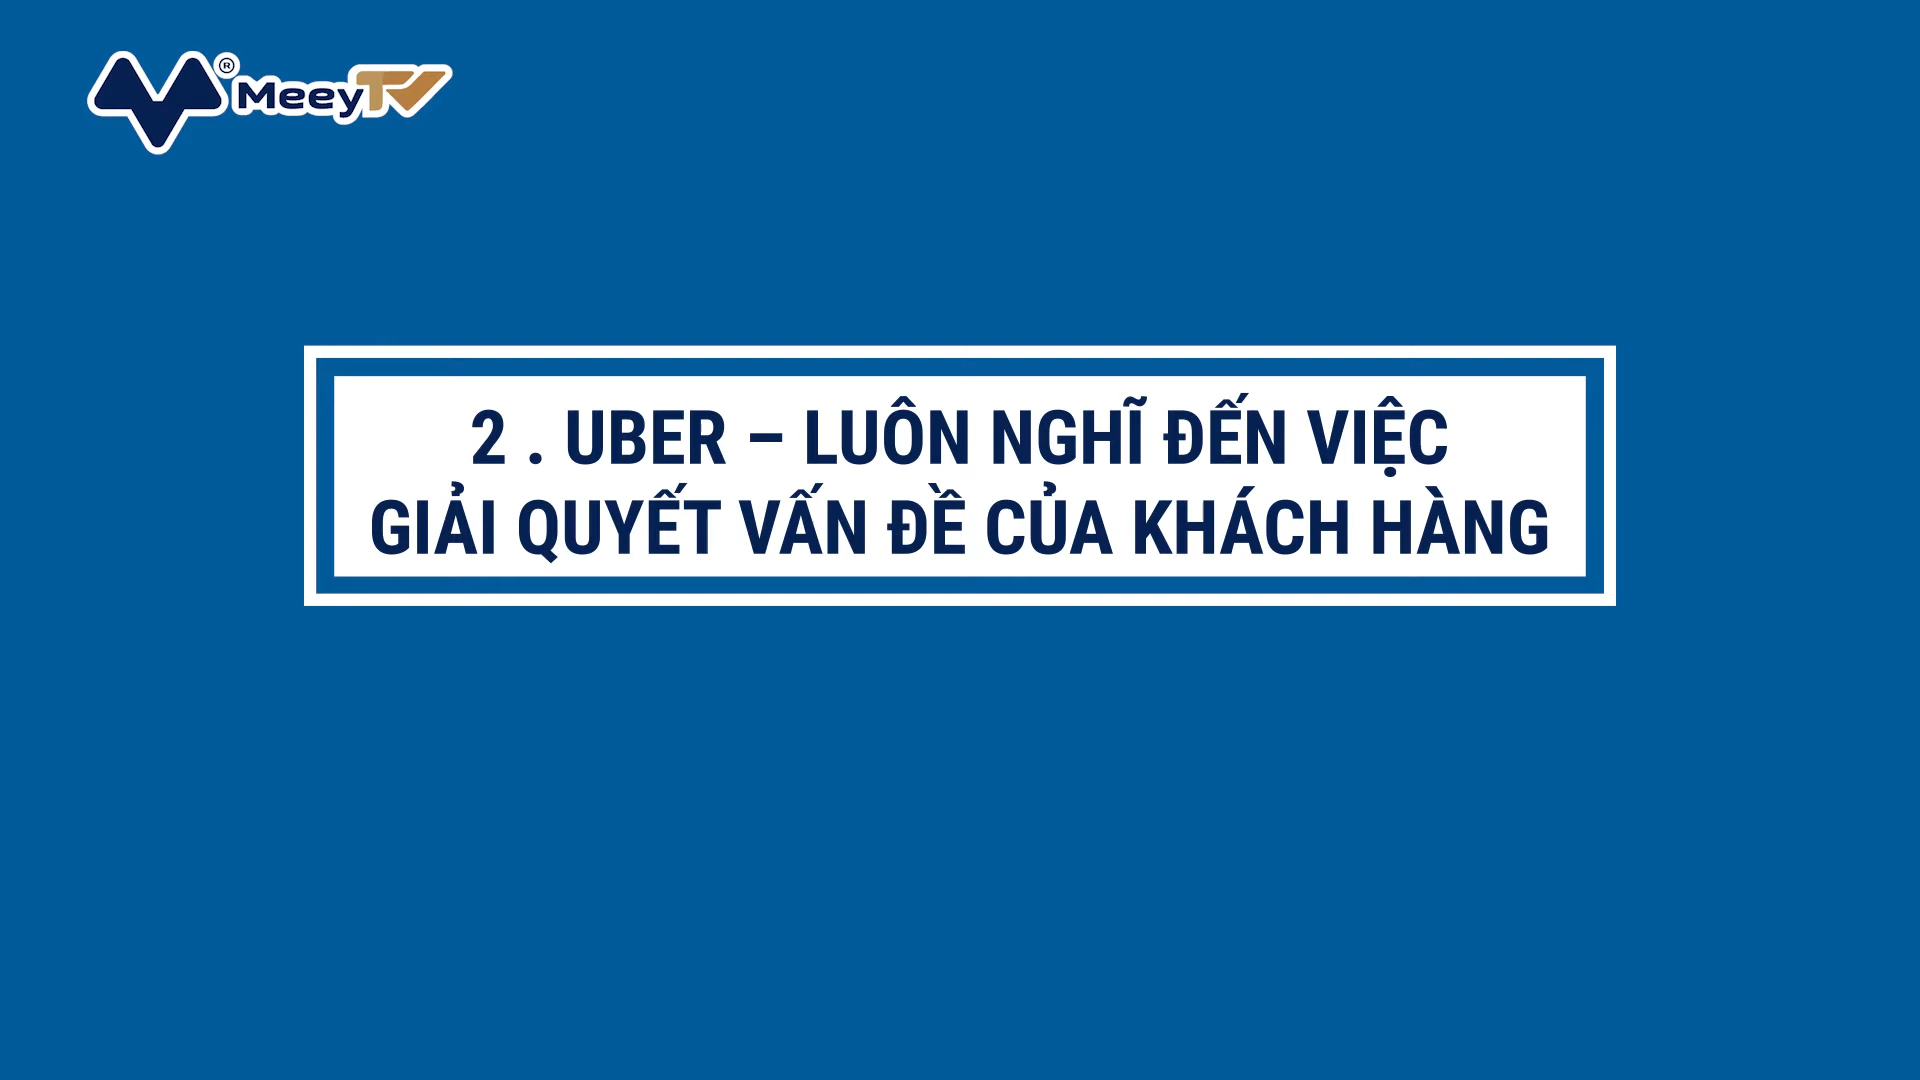 MeeyTV
2 . UBER – LUÔN NGHĨ ĐẾN VIỆC
GIẢI QUYẾT VẤN ĐỀ CỦA KHÁCH HÀNG